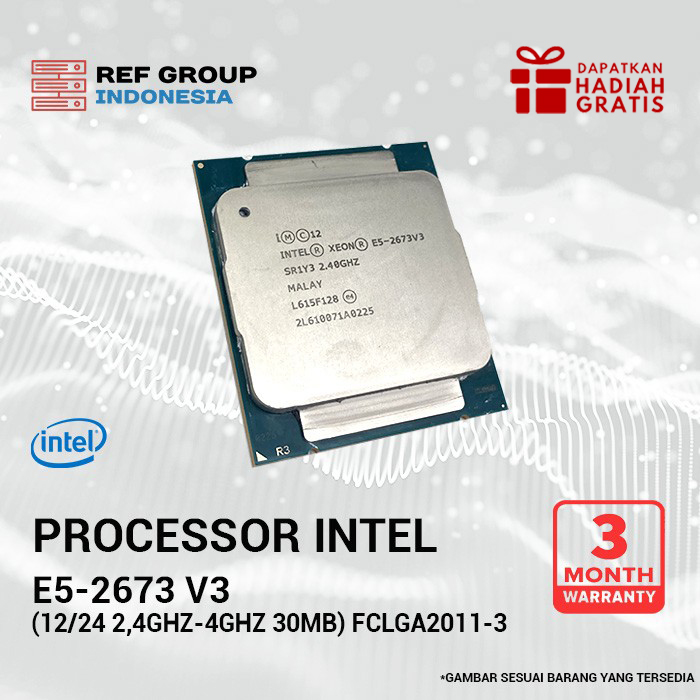 REF GROUP
INDONESIA
DAPATKAN
HADIAH
GRATIS
i Ⓜ Ⓒ12
INTEL® XEON® E5-2673V3
SR1Y3 2.40GHZ
MALAY
L615F128 e4
2L610071A0225
R3
intel
PROCESSOR INTEL
E5-2673 V3
(12/24 2,4GHZ-4GHZ 30MB) FCLGA2011-3
3
MONTH
WARRANTY
*GAMBAR SESUAI BARANG YANG TERSEDIA